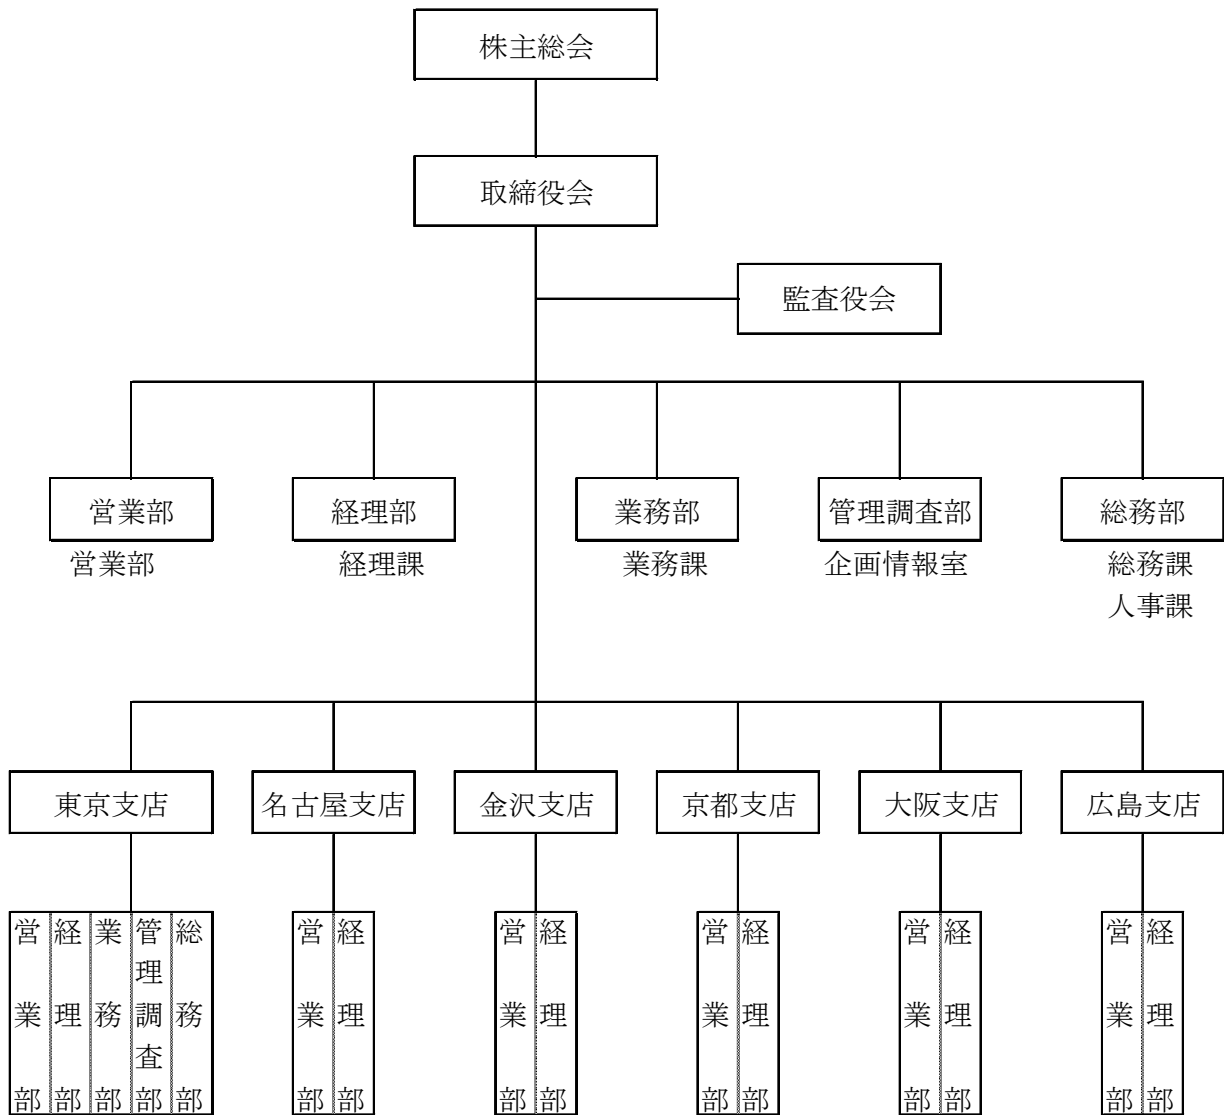 株主総会
取締役会
監査役会
営業部
経理部
業務部
管理調査部
総務部
営業部
経理課
業務課
企画情報室
総務課
人事課
東京支店
名古屋支店
金沢支店
京都支店
大阪支店
広島支店
営業部
経理部
業務部
管理調査部
総務部
営業部
経理部
営業部
経理部
営業部
経理部
営業部
経理部
営業部
経理部